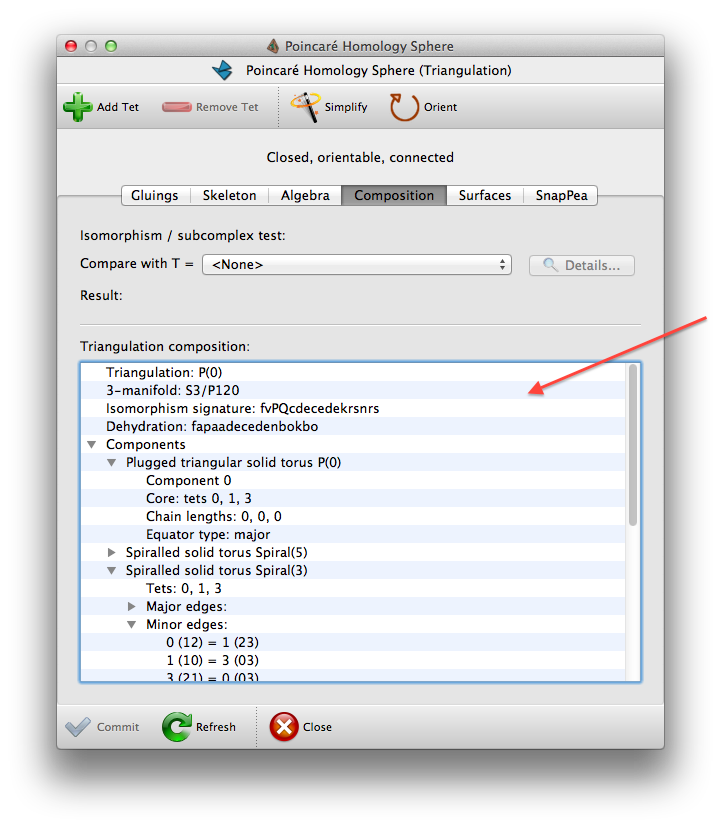 Poincaré Homology Sphere
Poincaré Homology Sphere (Triangulation)
Add Tet Remove Tet Simplify Orient
Closed, orientable, connected
Gluings Skeleton Algebra Composition Surfaces SnapPea
Isomorphism / subcomplex test:
Compare with T = <None> Details...
Result:
Triangulation composition:
Triangulation: P(0)
3-manifold: S3/P120
Isomorphism signature: fvPQcdecedekrsnrs
Dehydration: fapaadecedenbokbo
Components
Plugged triangular solid torus P(0)
Component 0
Core: tets 0, 1, 3
Chain lengths: 0, 0, 0
Equator type: major
Spiralled solid torus Spiral(5)
Spiralled solid torus Spiral(3)
Tets: 0, 1, 3
Major edges:
Minor edges:
0 (12) = 1 (23)
1 (10) = 3 (03)
3 (21) = 0 (03)
Commit Refresh Close